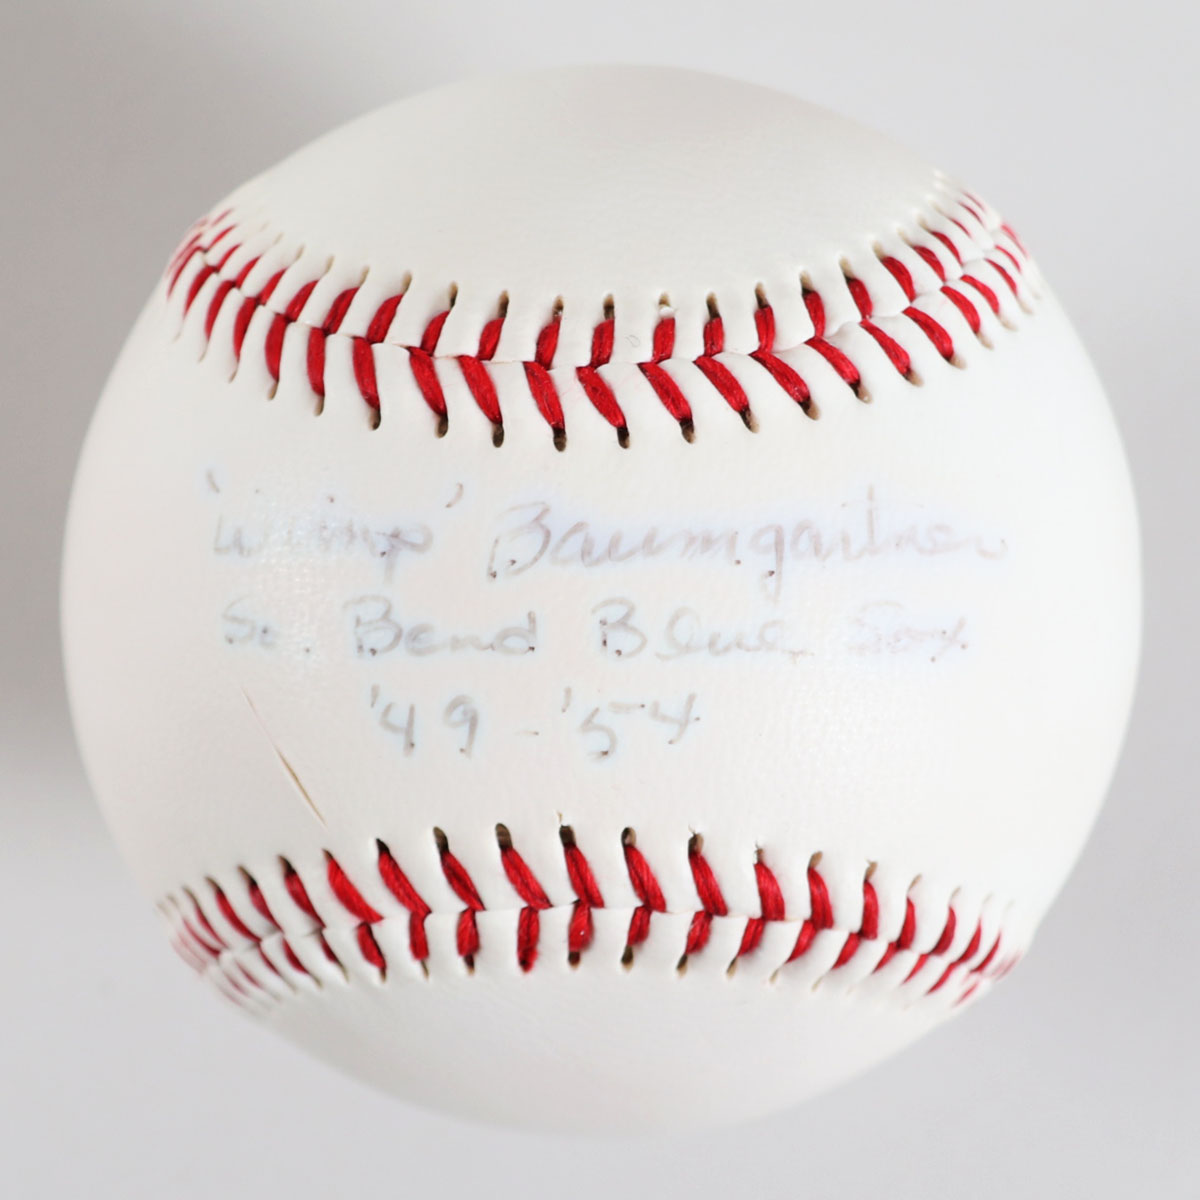 'Wimp' Baumgartner
So. Bend Blue Sox
'49 - '54